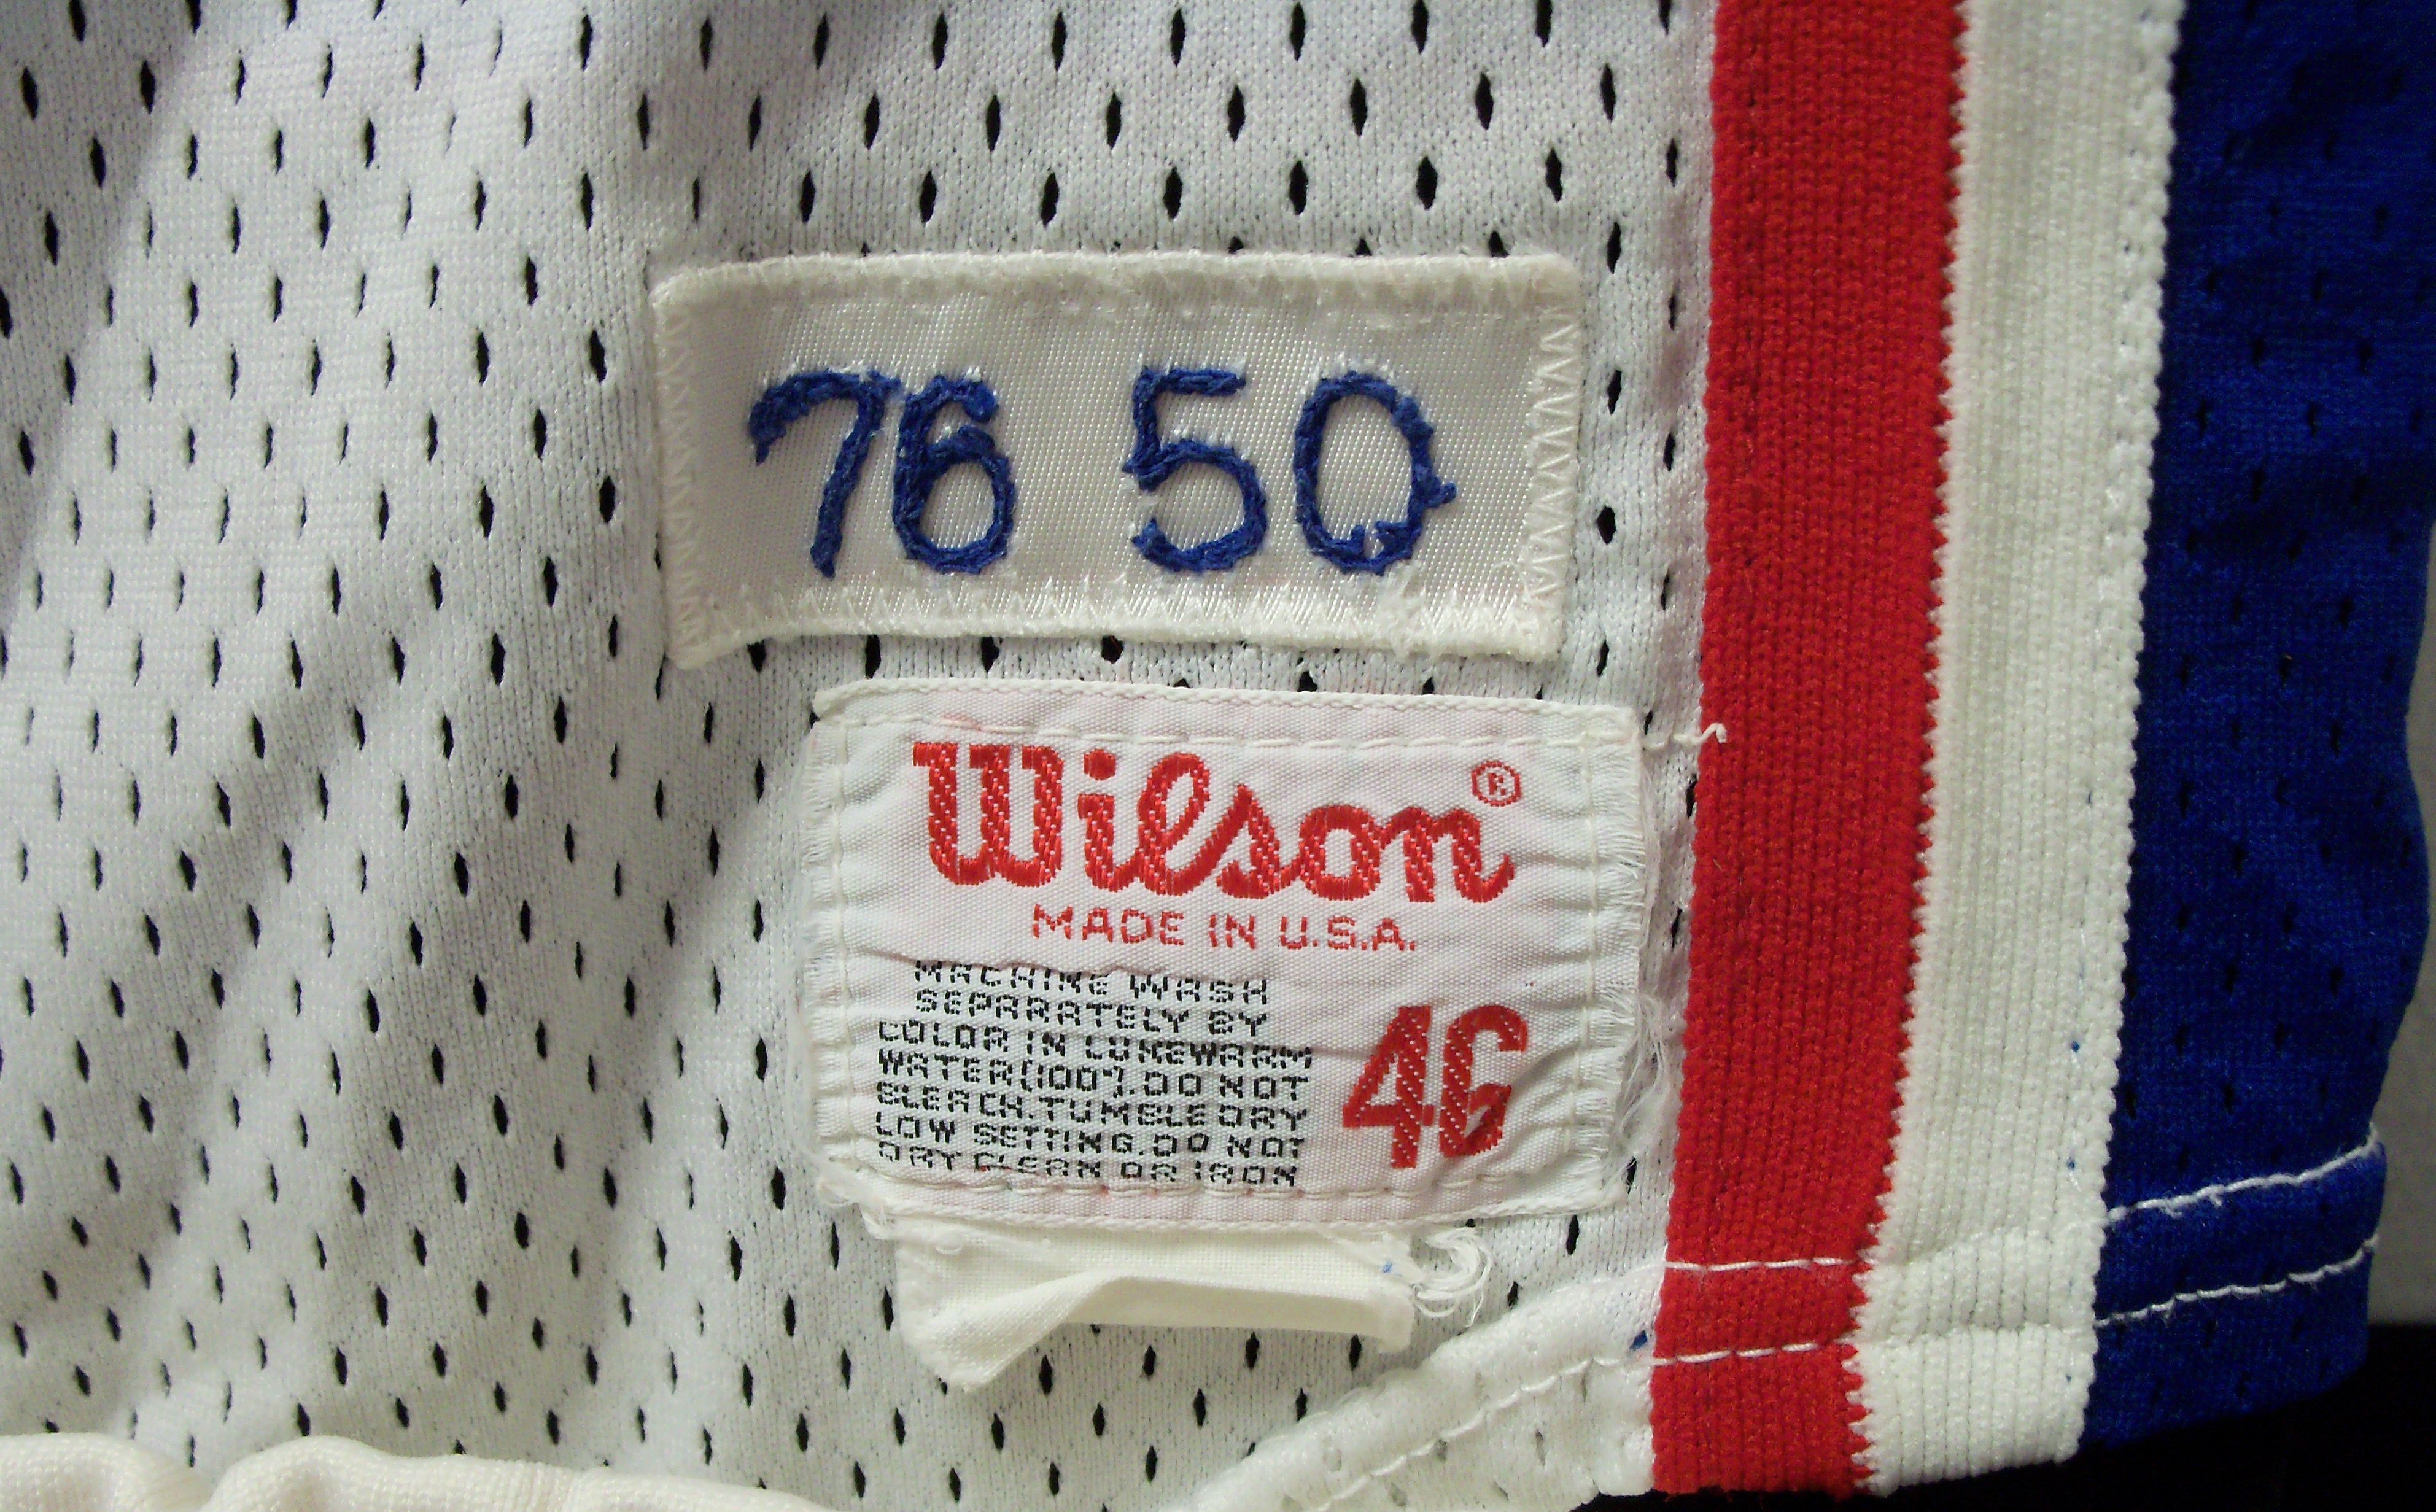 76 50
Wilson®
MADE IN U.S.A.
MACHINE WASH
SEPARATELY BY
COLOR IN LUKEWARM
WATER(100°).DO NOT
BLEACH.TUMBLE DRY
LOW SETTING.DO NOT
DRY CLEAN OR IRON
46